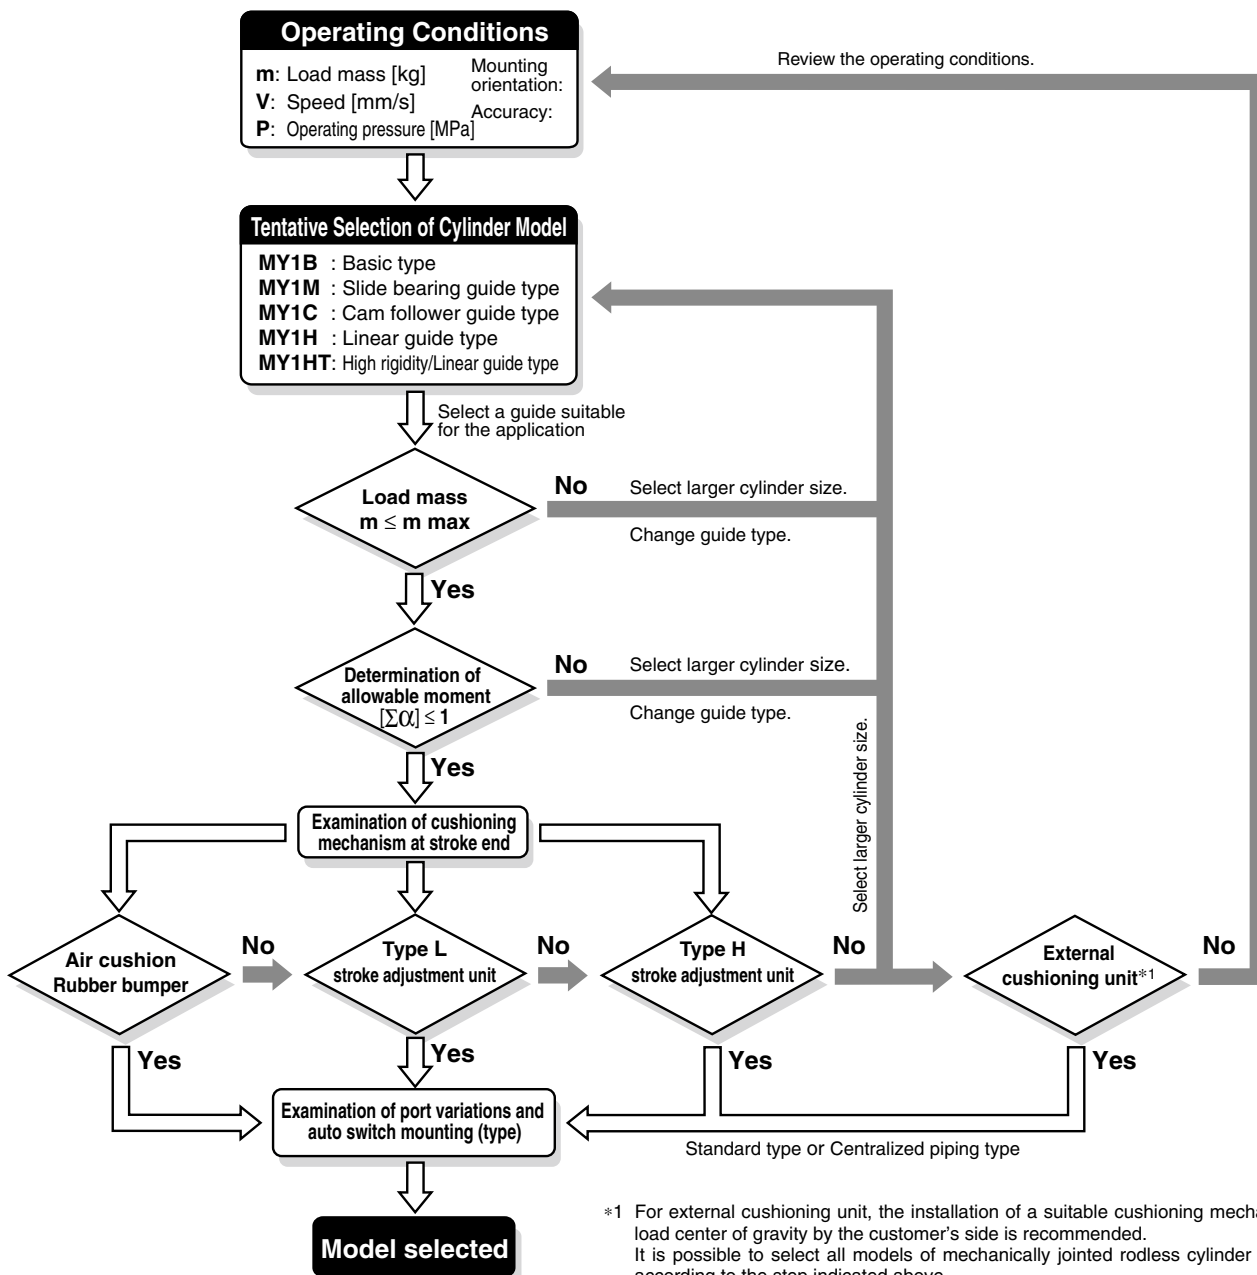 Operating Conditions
m: Load mass [kg]
V: Speed [mm/s]
P: Operating pressure [MPa]
Mounting
orientation:
Accuracy:
Review the operating conditions.
Tentative Selection of Cylinder Model
MY1B : Basic type
MY1M : Slide bearing guide type
MY1C : Cam follower guide type
MY1H : Linear guide type
MY1HT: High rigidity/Linear guide type
Select a guide suitable
for the application
Load mass
m ≤ m max
No
Select larger cylinder size.
Change guide type.
Yes
Determination of
allowable moment
[Σα] ≤ 1
No
Select larger cylinder size.
Change guide type.
Yes
Select larger cylinder size.
Examination of cushioning
mechanism at stroke end
Air cushion
Rubber bumper
No
Type L
stroke adjustment unit
No
Type H
stroke adjustment unit
No
External
cushioning unit*1
No
Yes
Yes
Yes
Yes
Examination of port variations and
auto switch mounting (type)
Standard type or Centralized piping type
Model selected
*1 For external cushioning unit, the installation of a suitable cushioning mecha
load center of gravity by the customer's side is recommended.
It is possible to select all models of mechanically jointed rodless cylinder
according to the step indicated above.